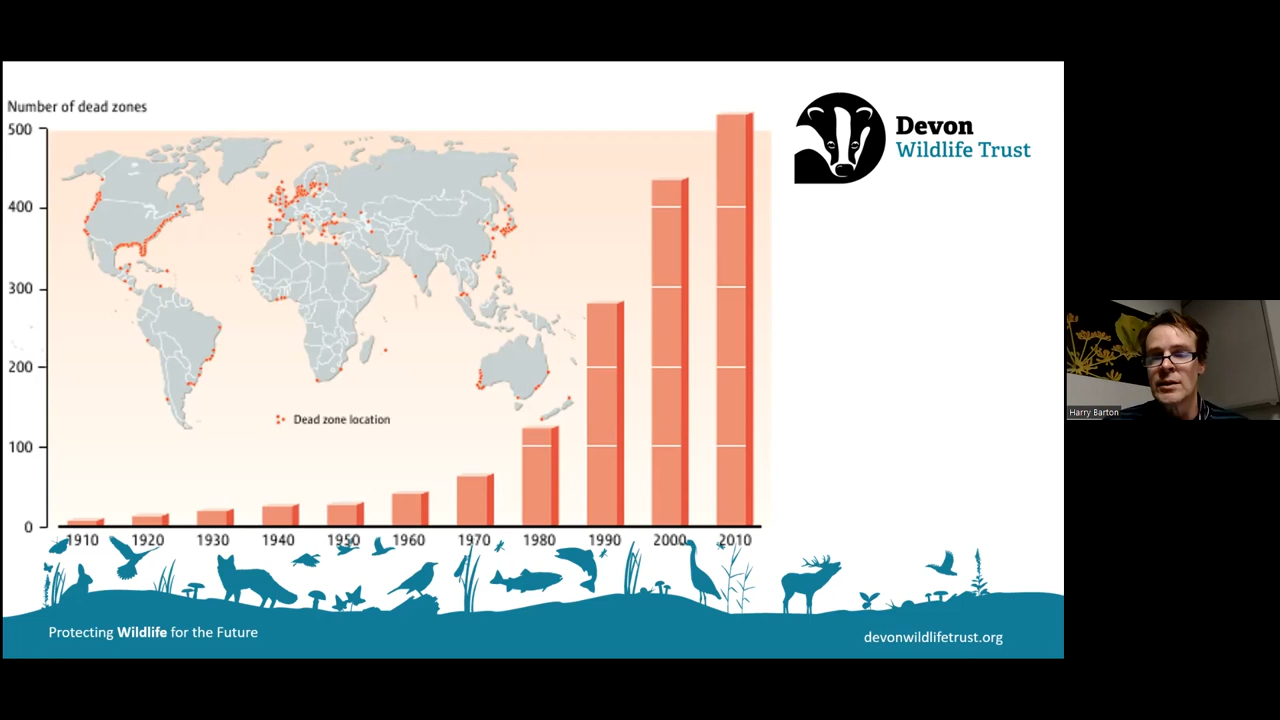 Number of dead zones
500
400
300
200
100
0
Dead zone location
1910 1920 1930 1940 1950 1960 1970 1980 1990 2000 2010
Devon
Wildlife Trust
Harry Barton
Protecting Wildlife for the Future
devonwildlifetrust.org